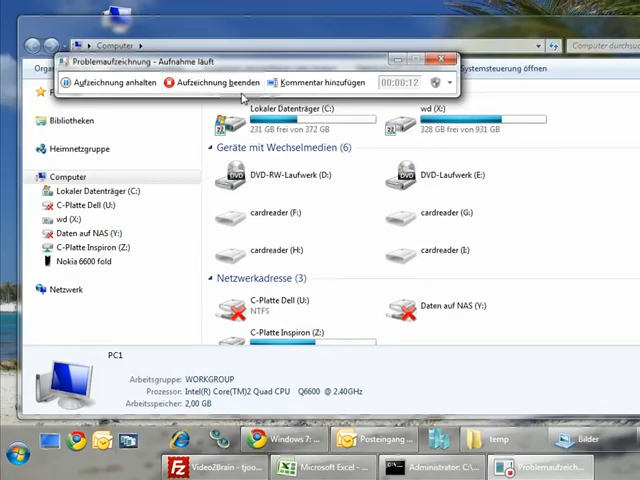 Computer
Computer
Problemaufzeichnung - Aufnahme läuft
Aufzeichnung anhalten
Aufzeichnung beenden
Kommentar hinzufügen
00:00:12
Systemsteuerung öffnen
Lokaler Datenträger (C:)
231 GB frei von 372 GB
wd (X:)
328 GB frei von 931 GB
Geräte mit Wechselmedien (6)
DVD-RW-Laufwerk (D:)
DVD-Laufwerk (E:)
cardreader (F:)
cardreader (G:)
cardreader (H:)
cardreader (I:)
Netzwerkadresse (3)
C-Platte Dell (U:)
NTFS
Daten auf NAS (Y:)
C-Platte Inspiron (Z:)
Bibliotheken
Heimnetzgruppe
Computer
Lokaler Datenträger (C:)
C-Platte Dell (U:)
wd (X:)
Daten auf NAS (Y:)
C-Platte Inspiron (Z:)
Nokia 6600 fold
Netzwerk
PC1
Arbeitsgruppe: WORKGROUP
Prozessor: Intel(R) Core(TM)2 Quad CPU Q6600 @ 2.40GHz
Arbeitsspeicher: 2,00 GB
Windows 7: ...
Posteingang ...
temp
Bilder
Video2Brain - tjoo...
Microsoft Excel - ...
Administrator: C:\...
Problemaufzeich...